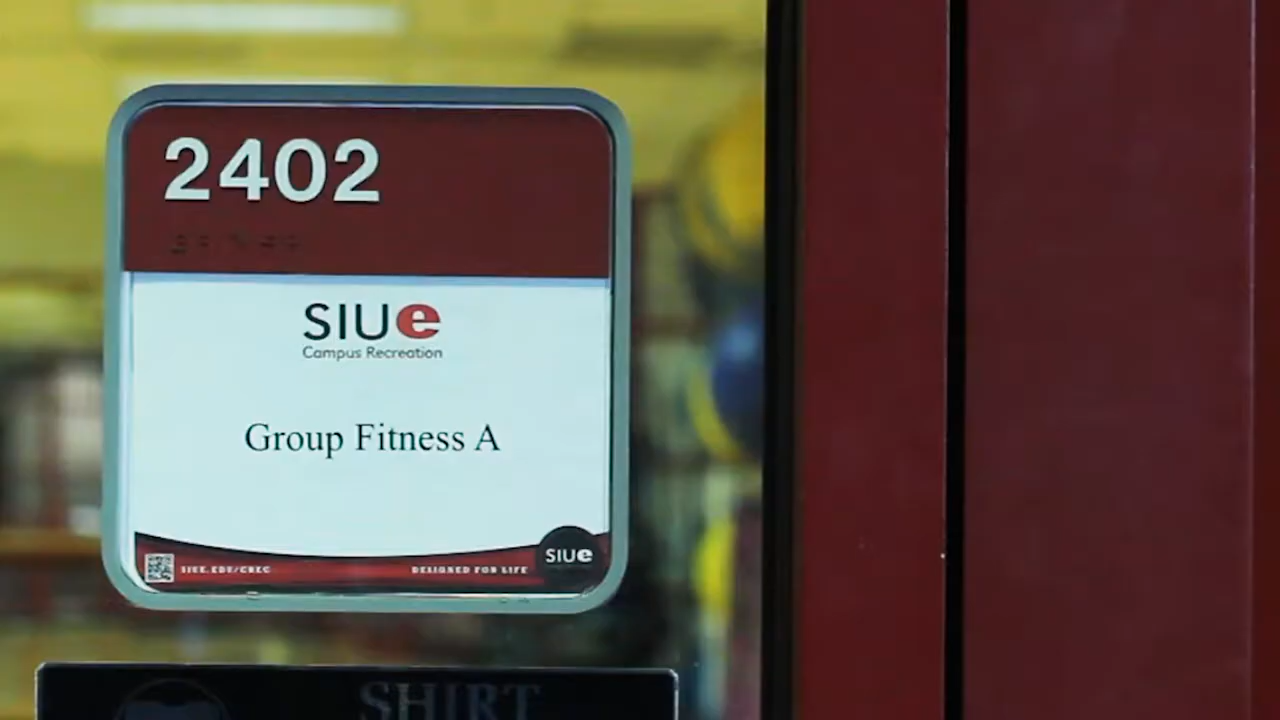 2402
SIUe
Campus Recreation
Group Fitness A
SIUE.EDU/CREC
DESIGNED FOR LIFE
SIUe
SHIRT